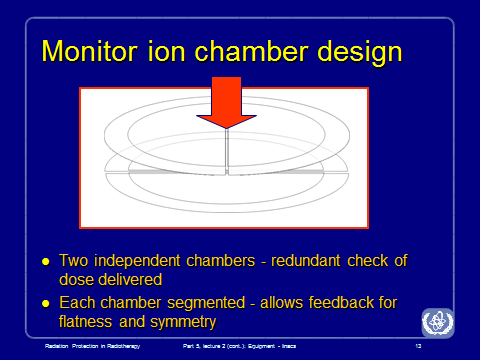 Monitor ion chamber design
● Two independent chambers - redundant check of
dose delivered
● Each chamber segmented - allows feedback for
flatness and symmetry
Radiation Protection in Radiotherapy
Part 5, lecture 2 (cont.): Equipment - linacs
13